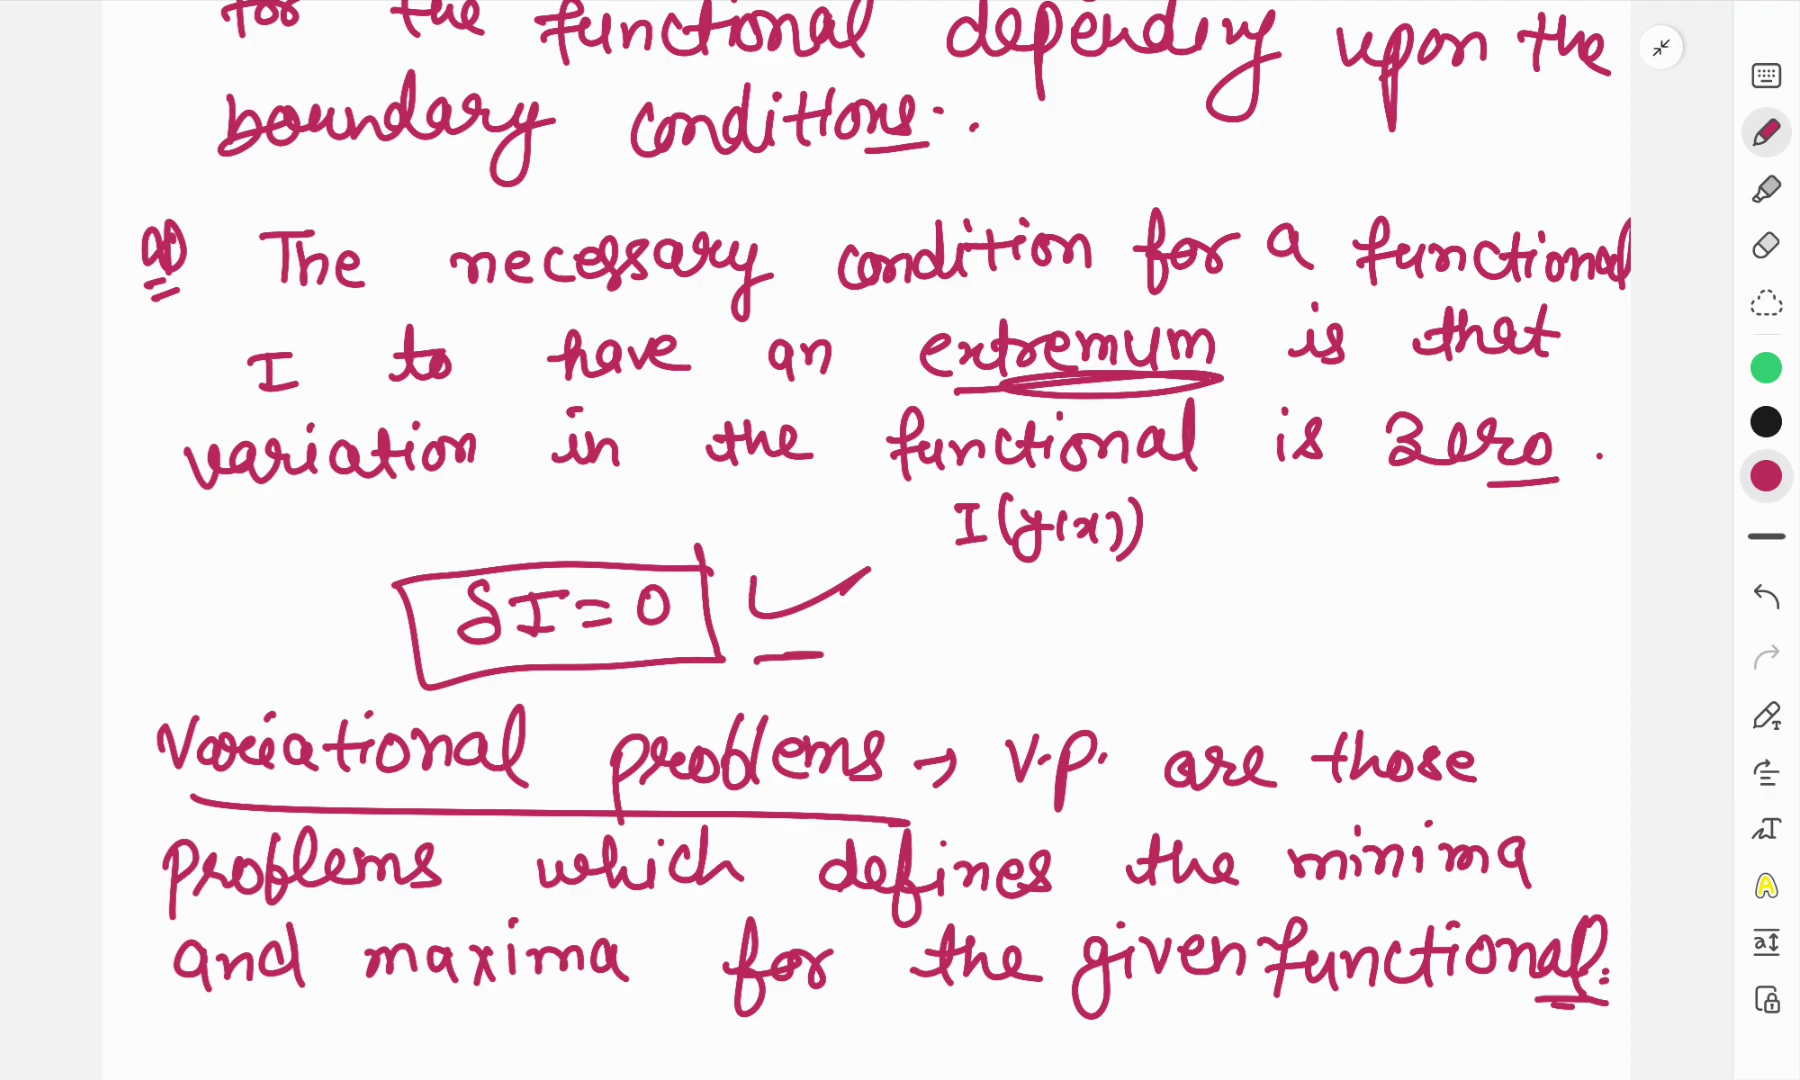 for the functional depending upon the
boundary conditions.
The necessary condition for a functional
I to have an extremum is that
variation in the functional is zero.
I(y(x))
δI=0
Variational problems → V.P. are those
problems which defines the minima
and maxima for the given functional.